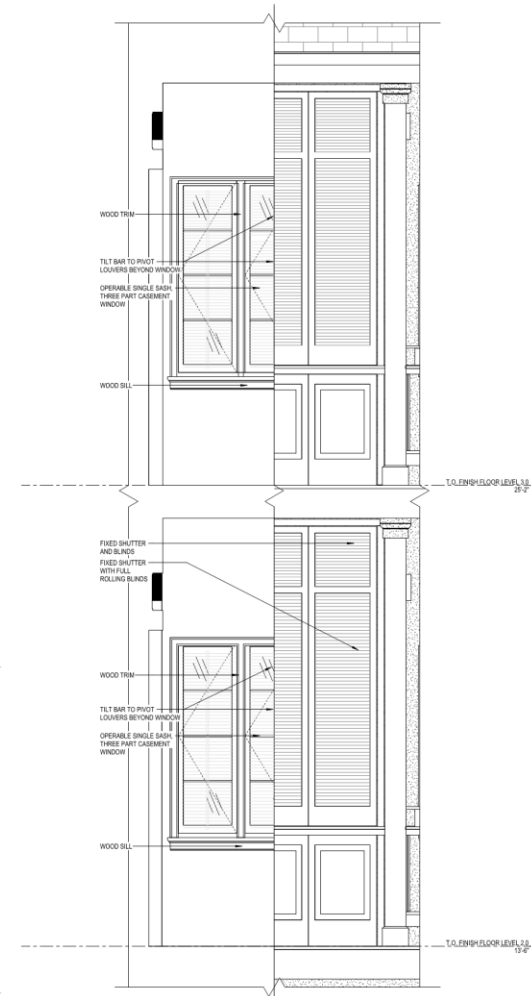 WOOD TRIM
TILT BAR TO PIVOT
LOUVERS BEYOND WINDOW
OPERABLE SINGLE SASH,
THREE PART CASEMENT
WINDOW
WOOD SILL
T.O. FINISH FLOOR LEVEL 3.0
25'-2"
FIXED SHUTTER
AND BLINDS
FIXED SHUTTER
WITH FULL
ROLLING BLINDS
WOOD TRIM
TILT BAR TO PIVOT
LOUVERS BEYOND WINDOW
OPERABLE SINGLE SASH,
THREE PART CASEMENT
WINDOW
WOOD SILL
T.O. FINISH FLOOR LEVEL 2.0
13'-6"